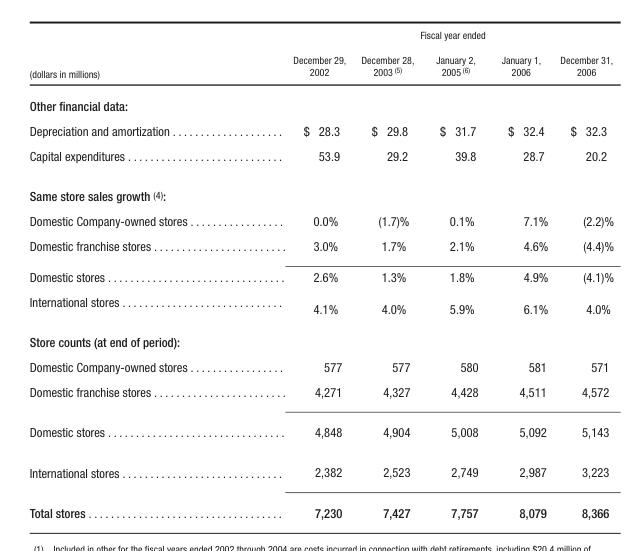 Fiscal year ended
(dollars in millions) December 29, 2002 December 28, 2003 (5) January 2, 2005 (6) January 1, 2006 December 31, 2006
Other financial data:
Depreciation and amortization . . . . . . . . . . . . . . . . . . . . $ 28.3 $ 29.8 $ 31.7 $ 32.4 $ 32.3
Capital expenditures . . . . . . . . . . . . . . . . . . . . . . . . . . . . 53.9 29.2 39.8 28.7 20.2
Same store sales growth (4):
Domestic Company-owned stores . . . . . . . . . . . . . . . . . 0.0% (1.7)% 0.1% 7.1% (2.2)%
Domestic franchise stores . . . . . . . . . . . . . . . . . . . . . . . . 3.0% 1.7% 2.1% 4.6% (4.4)%
Domestic stores . . . . . . . . . . . . . . . . . . . . . . . . . . . . . . . 2.6% 1.3% 1.8% 4.9% (4.1)%
International stores . . . . . . . . . . . . . . . . . . . . . . . . . . . . . 4.1% 4.0% 5.9% 6.1% 4.0%
Store counts (at end of period):
Domestic Company-owned stores . . . . . . . . . . . . . . . . . 577 577 580 581 571
Domestic franchise stores . . . . . . . . . . . . . . . . . . . . . . . . 4,271 4,327 4,428 4,511 4,572
Domestic stores . . . . . . . . . . . . . . . . . . . . . . . . . . . . . . . 4,848 4,904 5,008 5,092 5,143
International stores . . . . . . . . . . . . . . . . . . . . . . . . . . . . . 2,382 2,523 2,749 2,987 3,223
Total stores . . . . . . . . . . . . . . . . . . . . . . . . . . . . . . . . . . 7,230 7,427 7,757 8,079 8,366
(1) Included in other for the fiscal years ended 2002 through 2004 are costs incurred in connection with debt retirements, including $20.4 million of